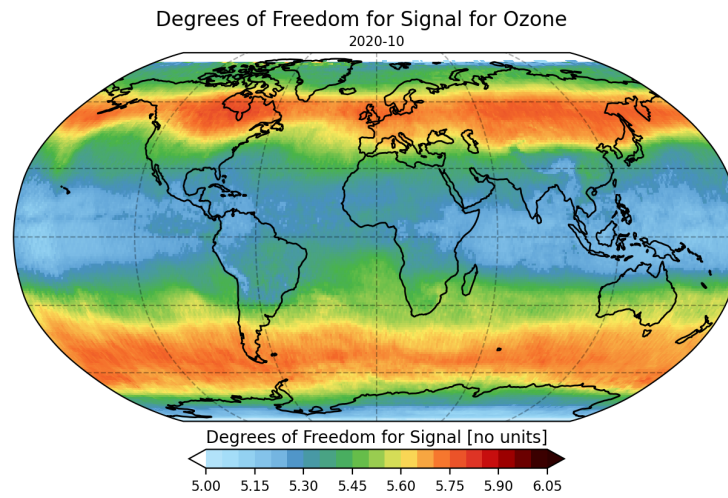 Degrees of Freedom for Signal for Ozone
2020-10
Degrees of Freedom for Signal [no units]
5.00 5.15 5.30 5.45 5.60 5.75 5.90 6.05